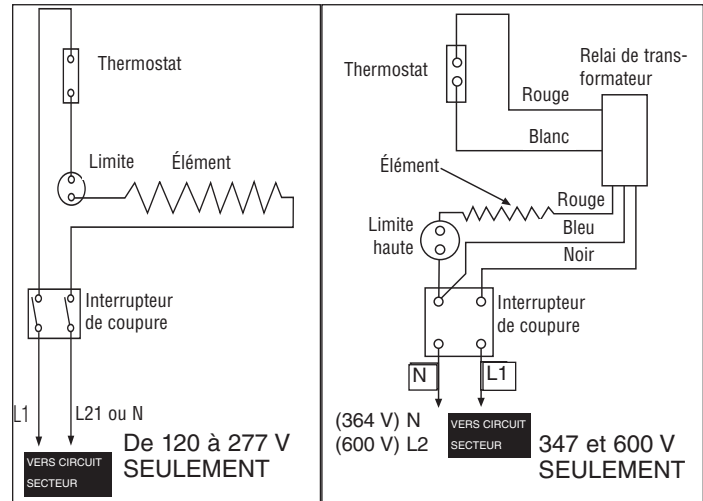 Thermostat
Limite
Élément
Interrupteur
de coupure
L1
L21 ou N
VERS CIRCUIT
SECTEUR
De 120 à 277 V
SEULEMENT
Thermostat
Relai de trans-
formateur
Rouge
Blanc
Élément
Rouge
Limite
haute
Bleu
Noir
Interrupteur
de coupure
N
L1
(364 V) N
(600 V) L2
VERS CIRCUIT
SECTEUR
347 et 600 V
SEULEMENT